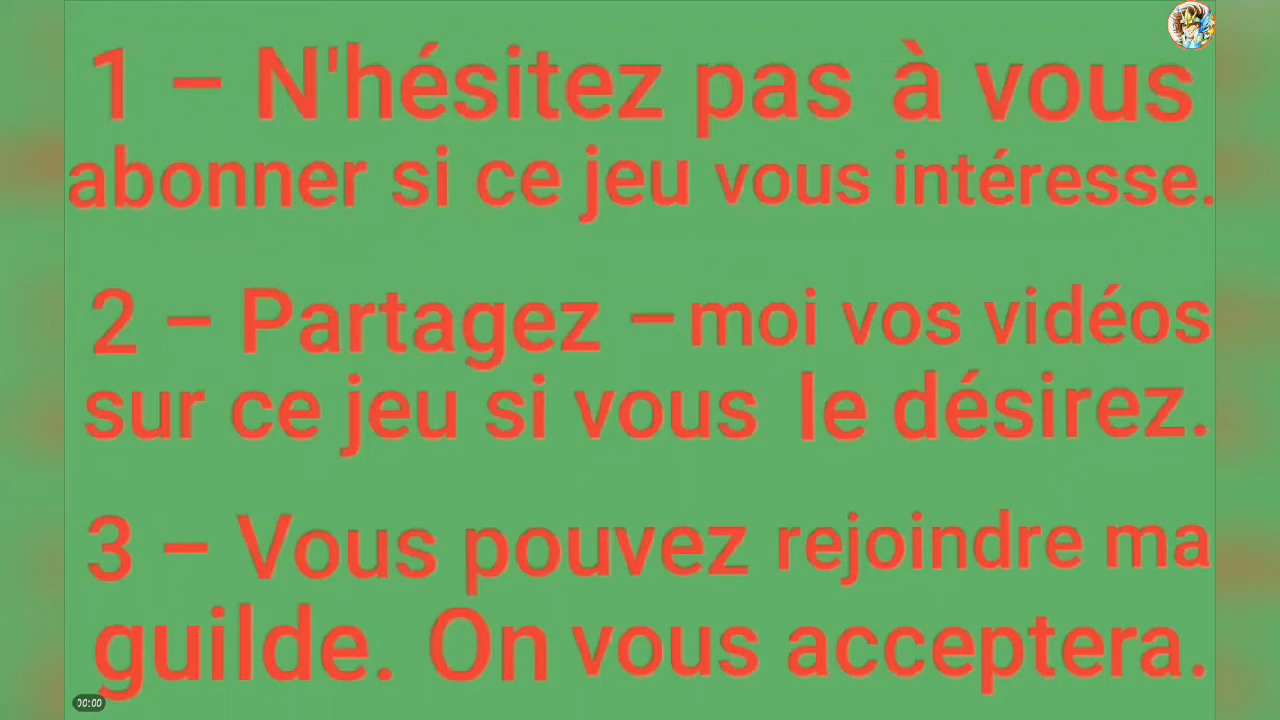 1 – N'hésitez pas à vous
abonner si ce jeu vous intéresse.
2 – Partagez –moi vos vidéos
sur ce jeu si vous le désirez.
3 – Vous pouvez rejoindre ma
guilde. On vous acceptera.
00:00